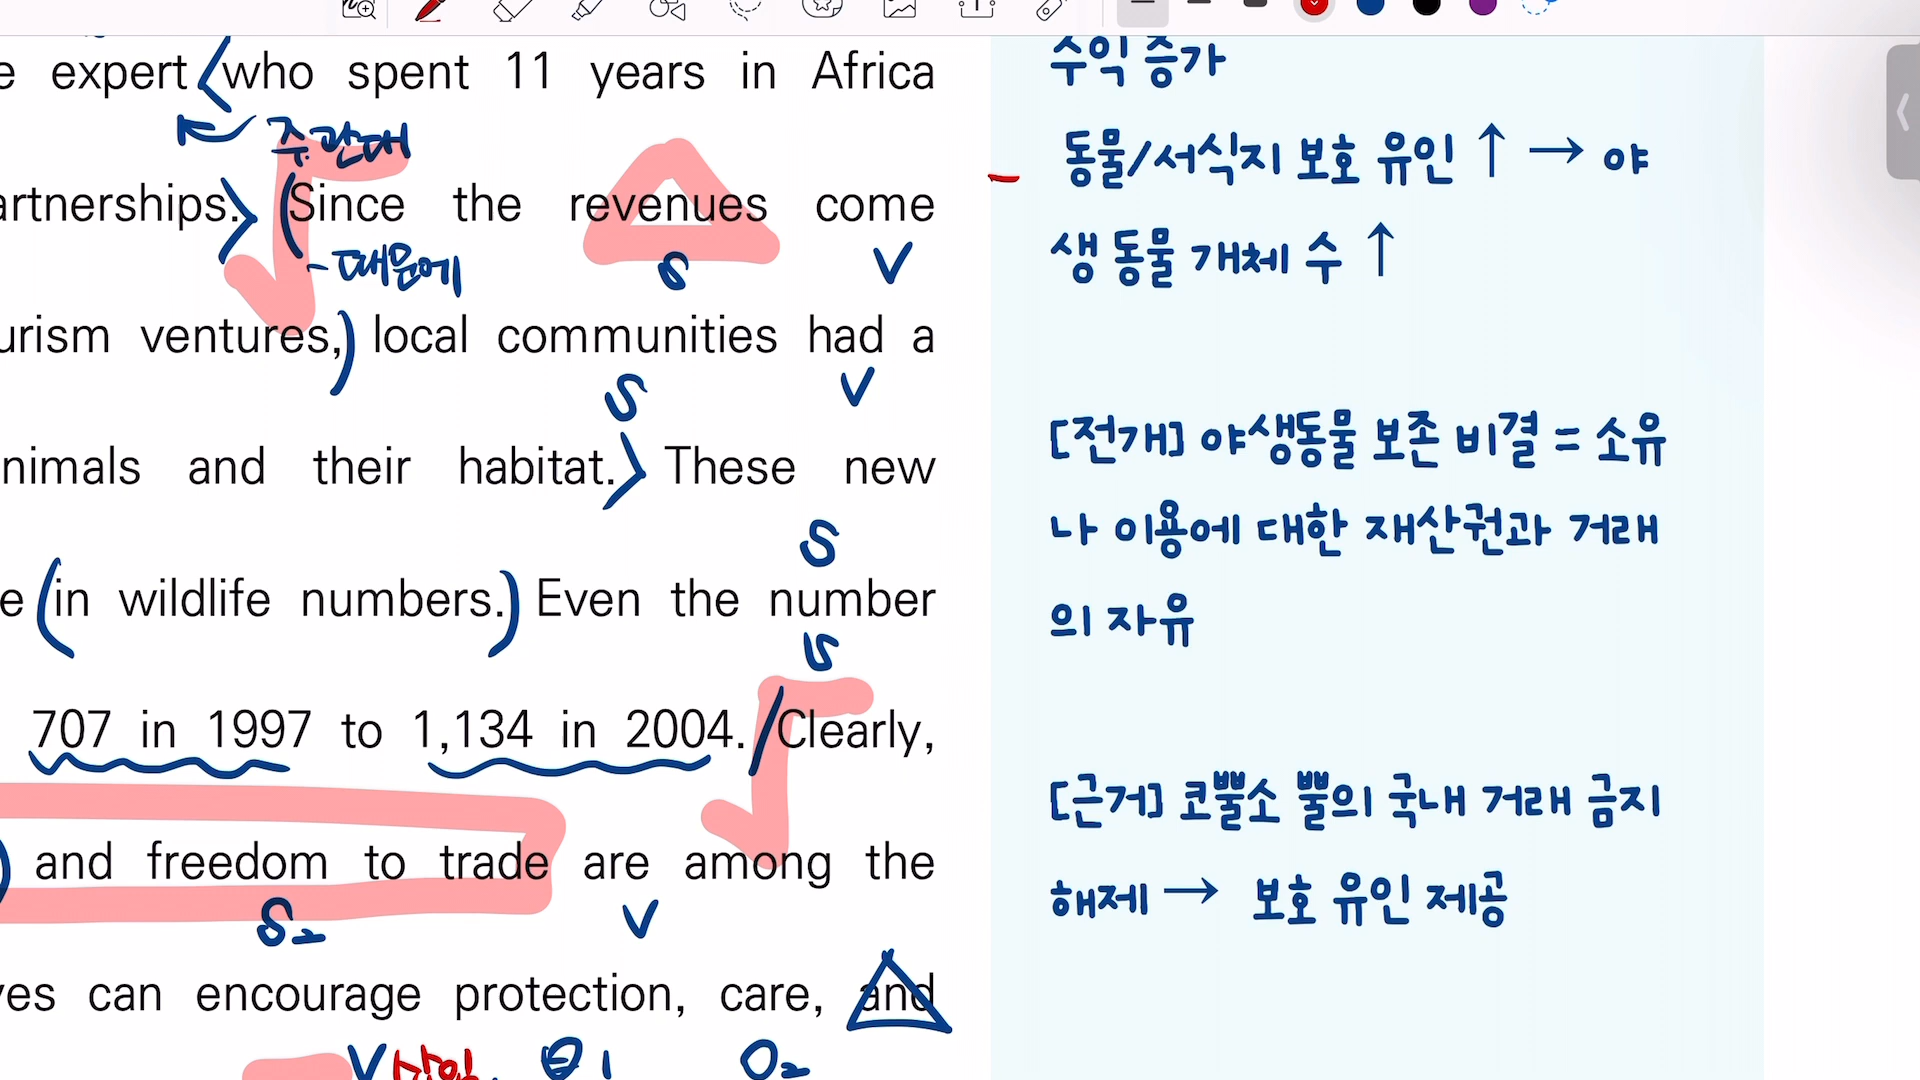 e expert who spent 11 years in Africa
주.관대
artnerships. Since the revenues come
~때문에 S V
urism ventures, local communities had a
S V
nimals and their habitat. These new
S
e in wildlife numbers. Even the number
S
707 in 1997 to 1,134 in 2004. Clearly,
and freedom to trade are among the
S2 V
ves can encourage protection, care, and
V O2
수익 증가
동물/서식지 보호 유인 ↑ → 야
생 동물 개체 수 ↑
[전개] 야생동물 보존 비결 = 소유
나 이용에 대한 재산권과 거래
의 자유
[근거] 코뿔소 뿔의 국내 거래 금지
해제 → 보호 유인 제공